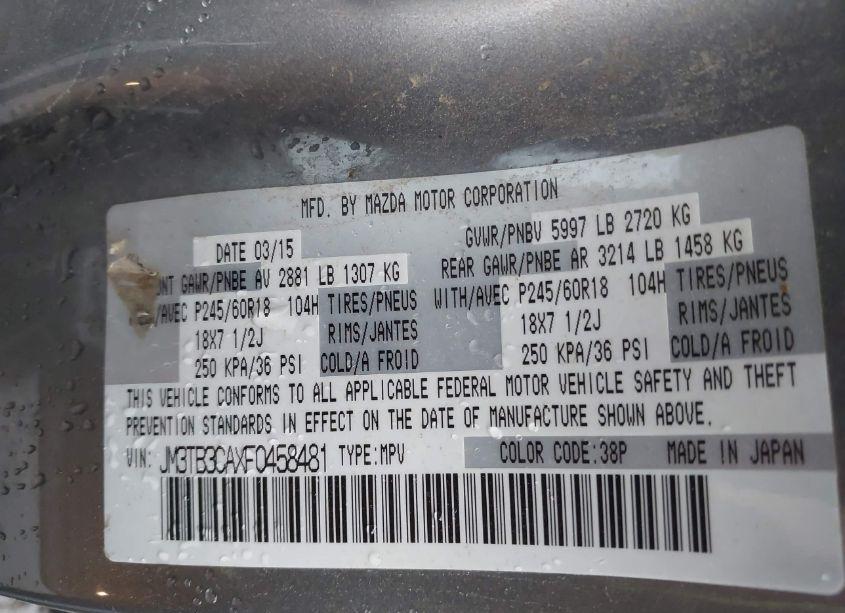 MFD. BY MAZDA MOTOR CORPORATION
DATE 03/15 GVWR/PNBV 5997 LB 2720 KG
GAWR/PNBE AV 2881 LB 1307 KG REAR GAWR/PNBE AR 3214 LB 1458 KG
/AVEC P245/60R18 104H TIRES/PNEUS WITH/AVEC P245/60R18 104H TIRES/PNEUS
18X7 1/2J RIMS/JANTES 18X7 1/2J RIMS/JANTES
250 KPA/36 PSI COLD/A FROID 250 KPA/36 PSI COLD/A FROID
THIS VEHICLE CONFORMS TO ALL APPLICABLE FEDERAL MOTOR VEHICLE SAFETY AND THEFT
PREVENTION STANDARDS IN EFFECT ON THE DATE OF MANUFACTURE SHOWN ABOVE.
VIN: JM3TB3CAXF0458481 TYPE:MPV COLOR CODE:38P MADE IN JAPAN